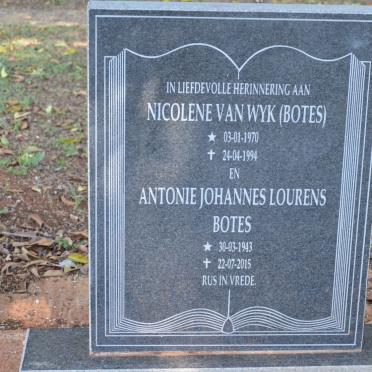 IN LIEFDEVOLLE HERINNERING AAN
NICOLENE VAN WYK (BOTES)
★ 03-01-1970
✝ 24-04-1994
EN
ANTONIE JOHANNES LOURENS
BOTES
★ 30-03-1943
✝ 22-07-2015
RUS IN VREDE.